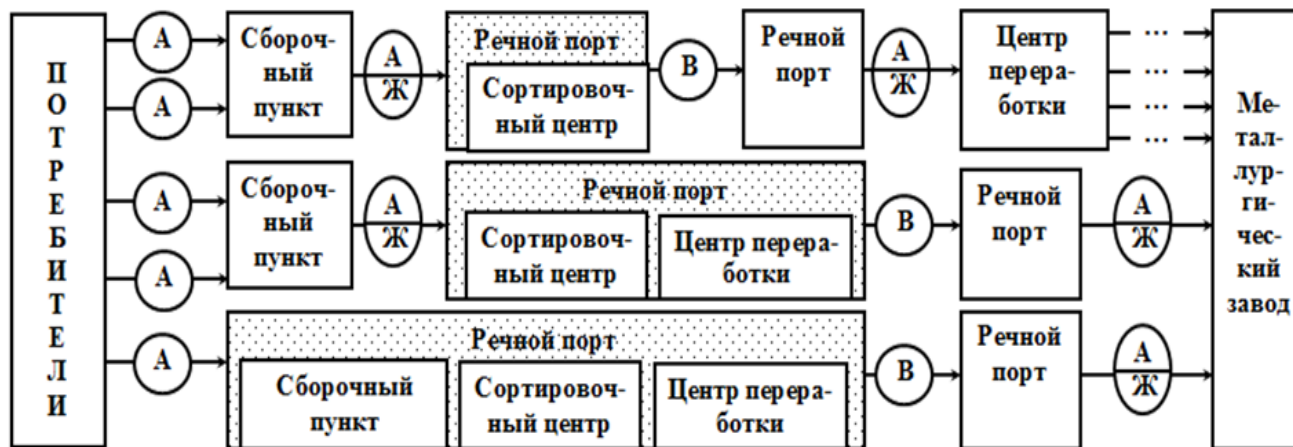 ПОТРЕБИТЕЛИ
А
А
Сбороч-
ный
пункт
А
Ж
Речной порт
Сортировоч-
ный центр
В
Речной
порт
А
Ж
Центр
перера-
ботки
...
...
...
...
А
А
Сбороч-
ный
пункт
А
Ж
Речной порт
Сортировоч-
ный центр
Центр перера-
ботки
В
Речной
порт
А
Ж
А
Речной порт
Сборочный
пункт
Сортировоч-
ный центр
Центр перера-
ботки
В
Речной
порт
А
Ж
Ме-
тал-
лур-
ги-
чес-
кий
завод